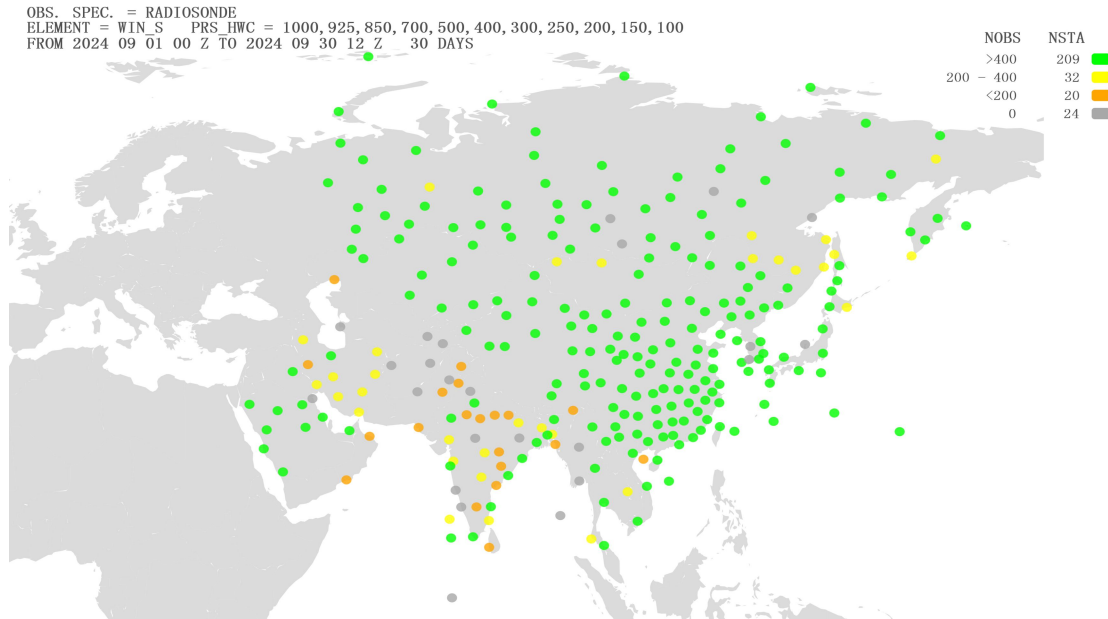 OBS. SPEC. = RADIOSONDE
ELEMENT = WIN_S PRS_HWC = 1000,925,850,700,500,400,300,250,200,150,100
FROM 2024 09 01 00 Z TO 2024 09 30 12 Z 30 DAYS
NOBS NSTA
>400 209
200 - 400 32
<200 20
0 24